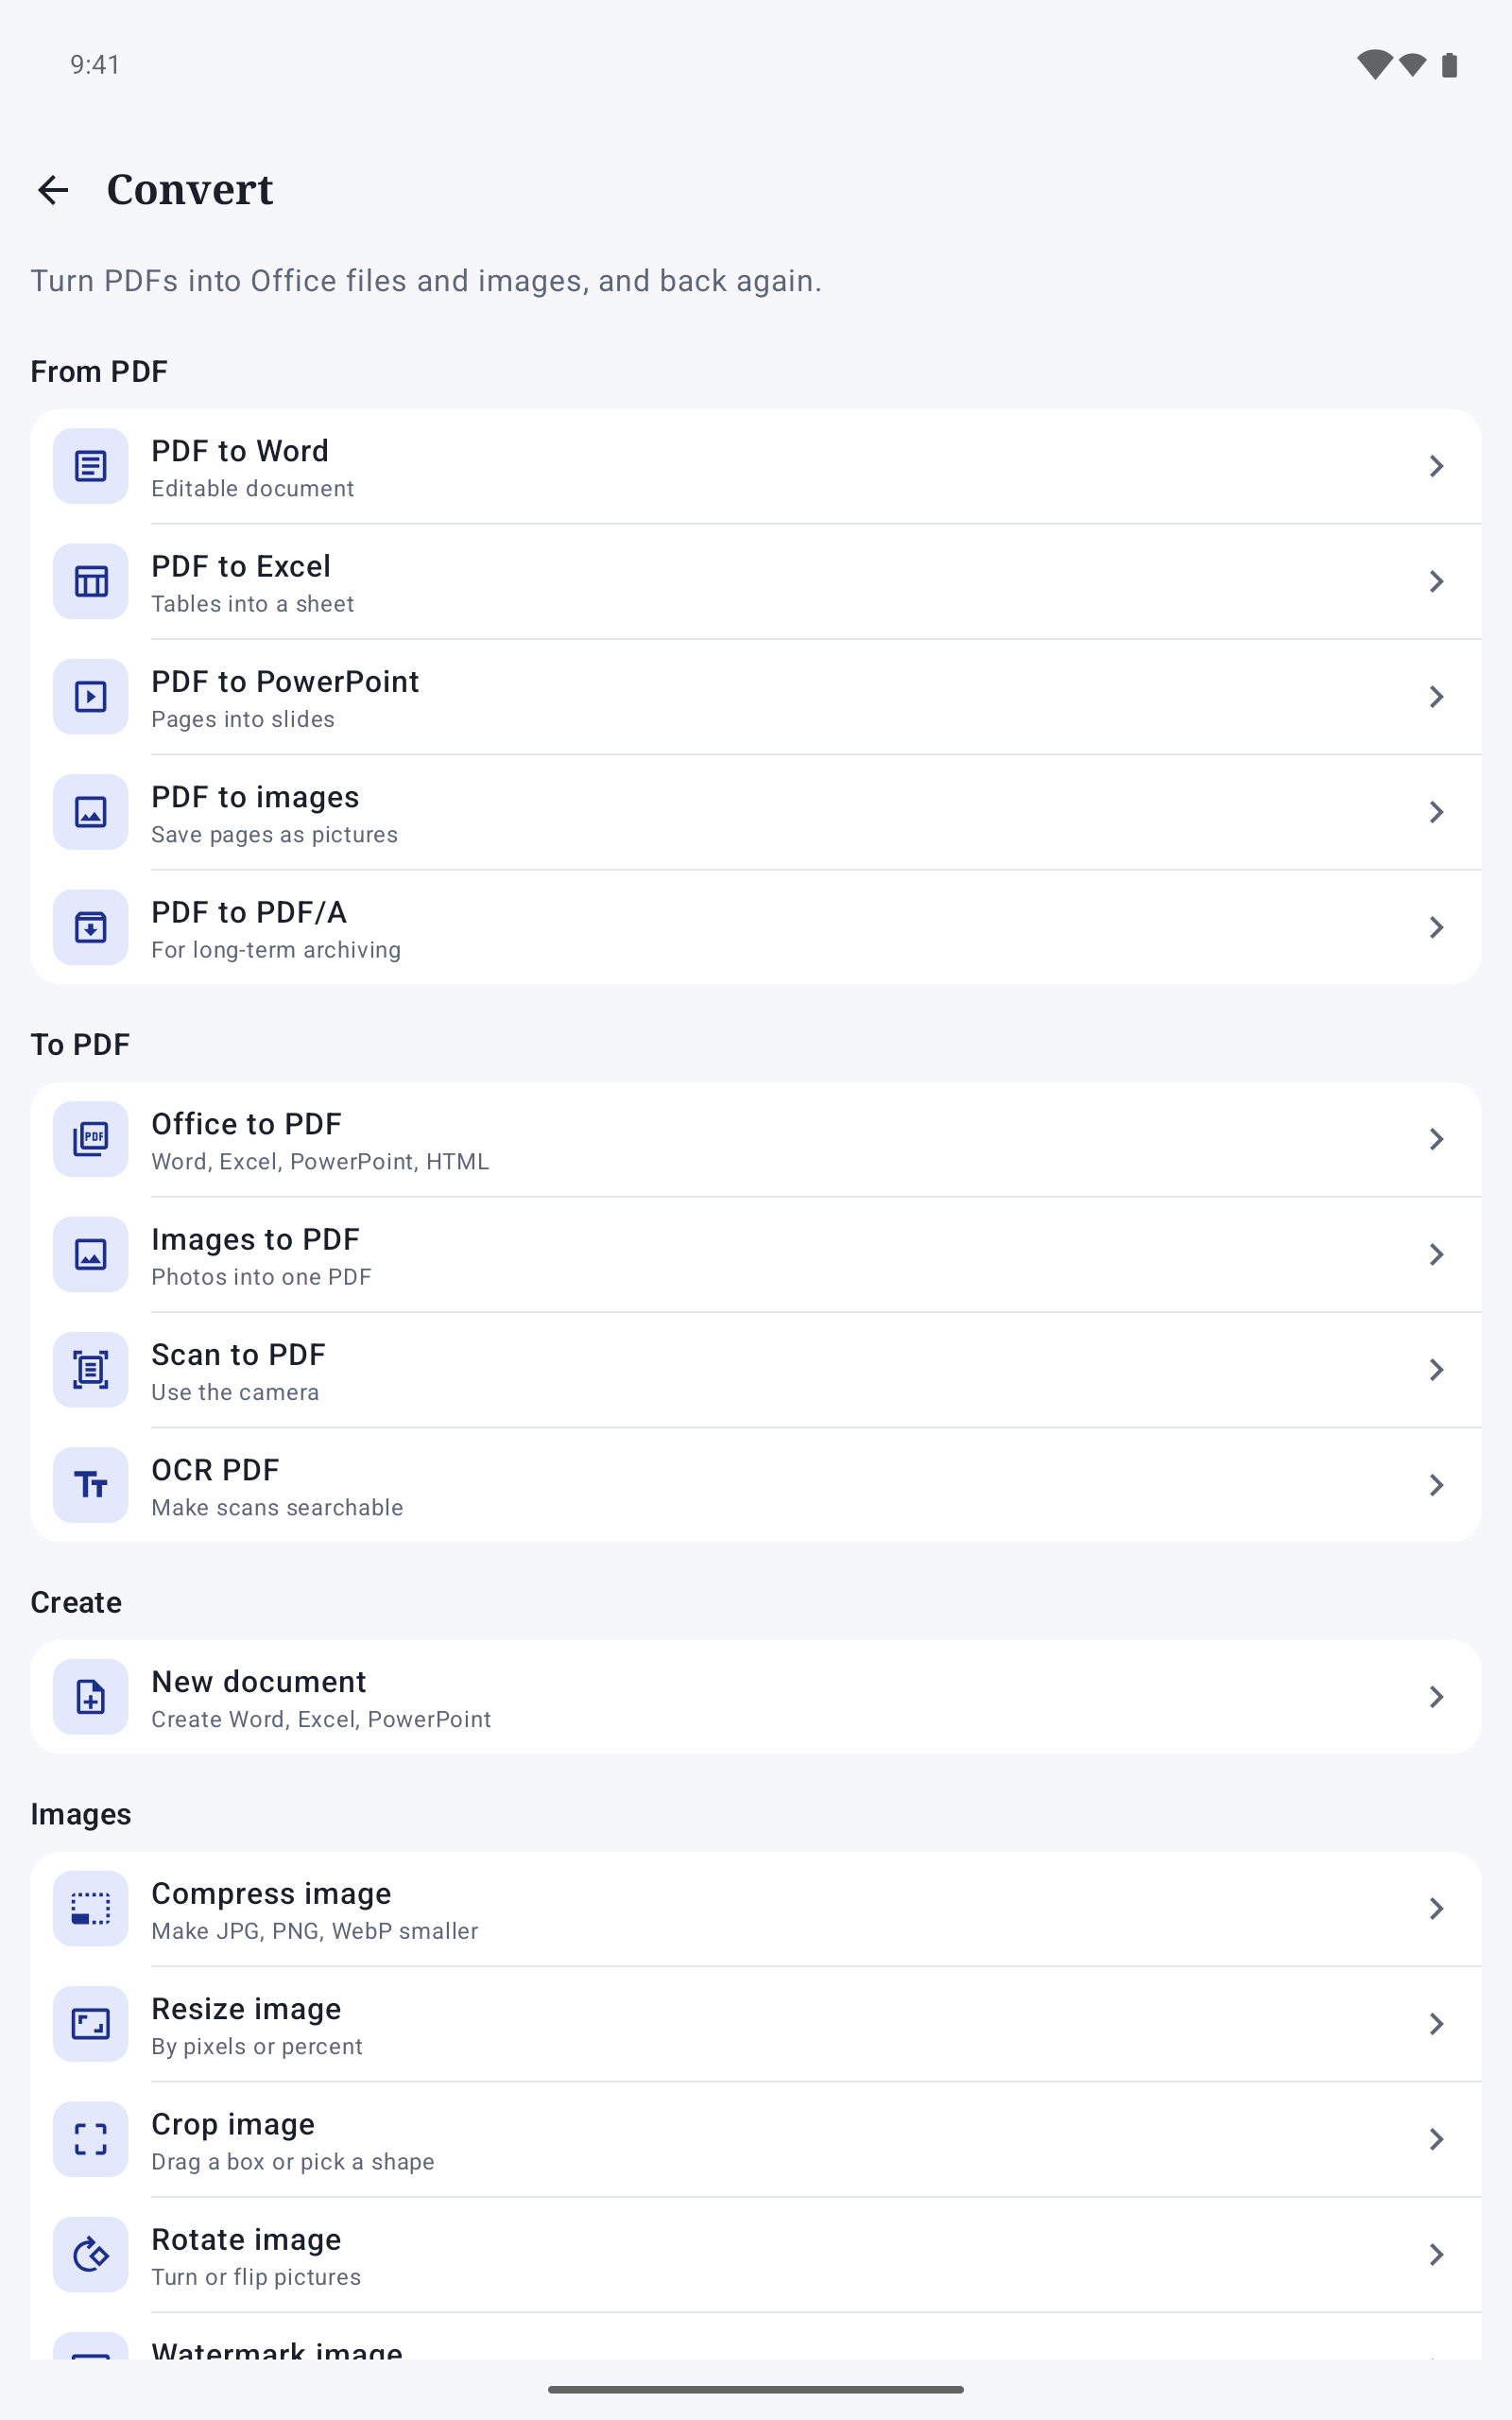 9:41
Convert
Turn PDFs into Office files and images, and back again.
From PDF
PDF to Word
Editable document
PDF to Excel
Tables into a sheet
PDF to PowerPoint
Pages into slides
PDF to images
Save pages as pictures
PDF to PDF/A
For long-term archiving
To PDF
PDF
Office to PDF
Word, Excel, PowerPoint, HTML
Images to PDF
Photos into one PDF
Scan to PDF
Use the camera
Tт
OCR PDF
Make scans searchable
Create
New document
Create Word, Excel, PowerPoint
Images
Compress image
Make JPG, PNG, WebP smaller
Resize image
By pixels or percent
Crop image
Drag a box or pick a shape
Rotate image
Turn or flip pictures
Watermark image